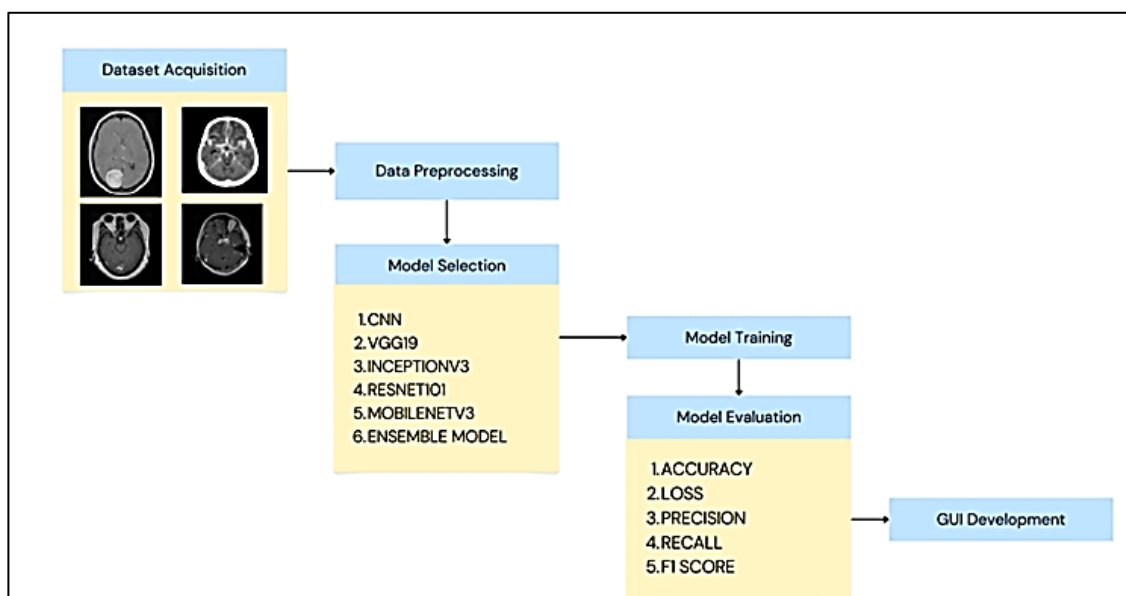 Dataset Acquisition
Data Preprocessing
Model Selection
1.CNN
2.VGG19
3.INCEPTIONV3
4.RESNET101
5.MOBILENETV3
6.ENSEMBLE MODEL
Model Training
Model Evaluation
1.ACCURACY
2.LOSS
3.PRECISION
4.RECALL
5.F1 SCORE
GUI Development